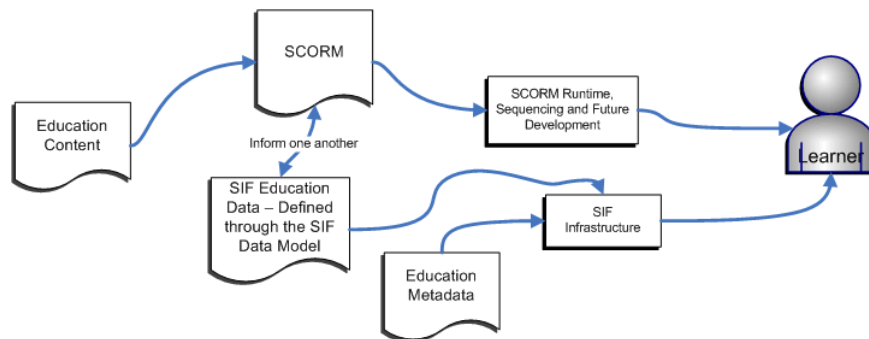 SCORM
SCORM Runtime,
Sequencing and Future
Development
Education
Content
Inform one another
Learner
SIF Education
Data – Defined
through the SIF
Data Model
SIF
Infrastructure
Education
Metadata